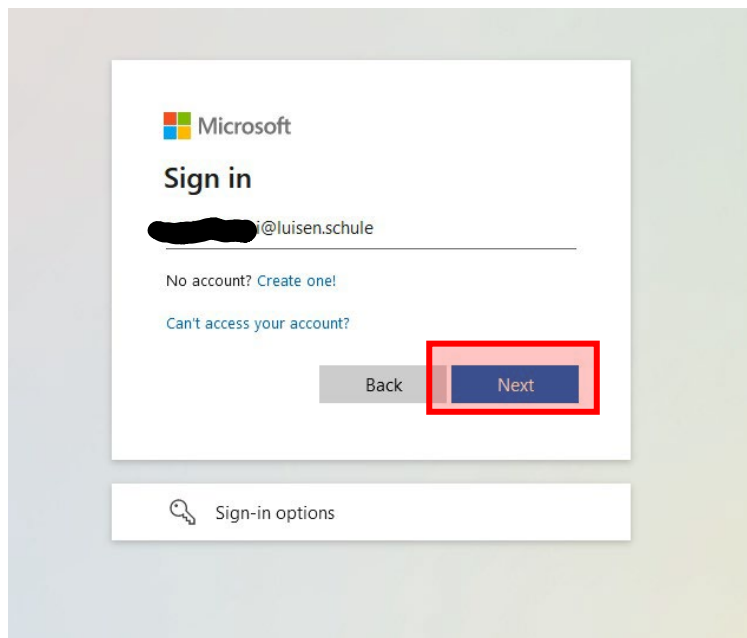 Microsoft
Sign in
i@luisen.schule
No account? Create one!
Can't access your account?
Back Next
Sign-in options